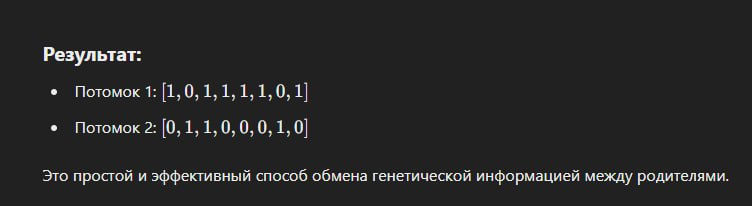 Результат:
• Потомок 1: [1, 0, 1, 1, 1, 1, 0, 1]
• Потомок 2: [0, 1, 1, 0, 0, 0, 1, 0]
Это простой и эффективный способ обмена генетической информацией между родителями.